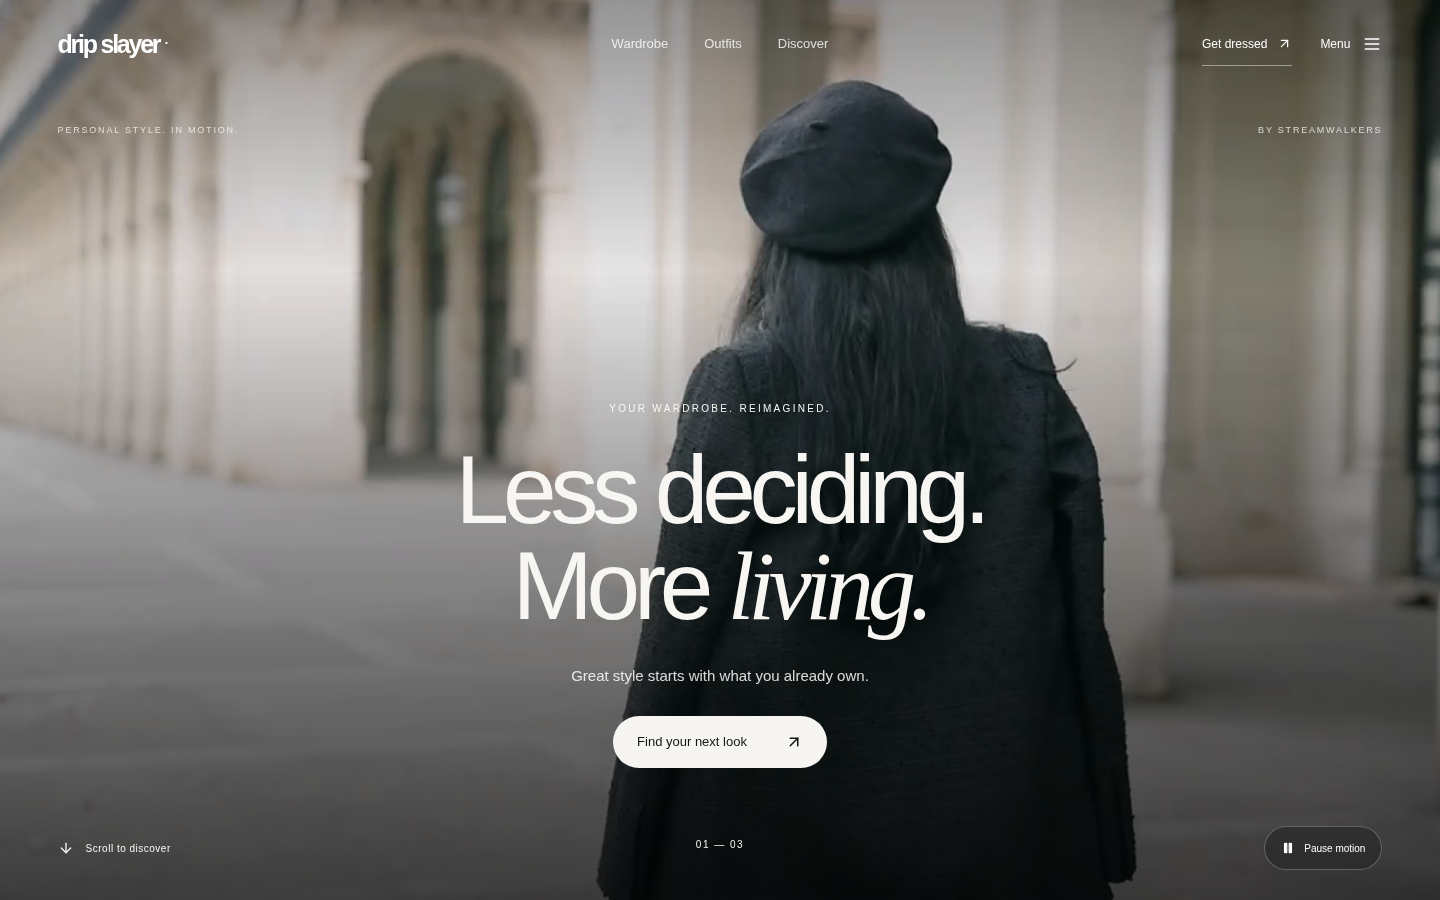 drip slayer
Wardrobe
Outfits
Discover
Get dressed
Menu
PERSONAL STYLE. IN MOTION.
BY STREAMWALKERS
YOUR WARDROBE. REIMAGINED.
Less deciding.
More living.
Great style starts with what you already own.
Find your next look
Scroll to discover
01 — 03
Pause motion